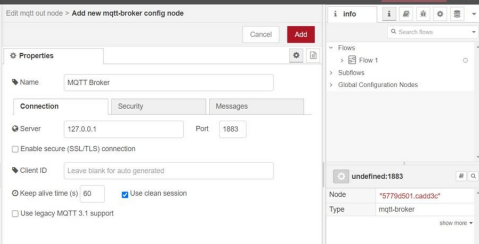 Edit mqtt out node > Add new mqtt-broker config node
Cancel
Add
Properties
Name
MQTT Broker
Connection
Security
Messages
Server
127.0.0.1
Port
1883
Enable secure (SSL/TLS) connection
Client ID
Leave blank for auto generated
Keep alive time (s)
60
Use clean session
Use legacy MQTT 3.1 support
i info
i
Search flows
Flows
Flow 1
Subflows
Global Configuration Nodes
undefined:1883
Node
"5779d501.cadd3c"
Type
mqtt-broker
show more